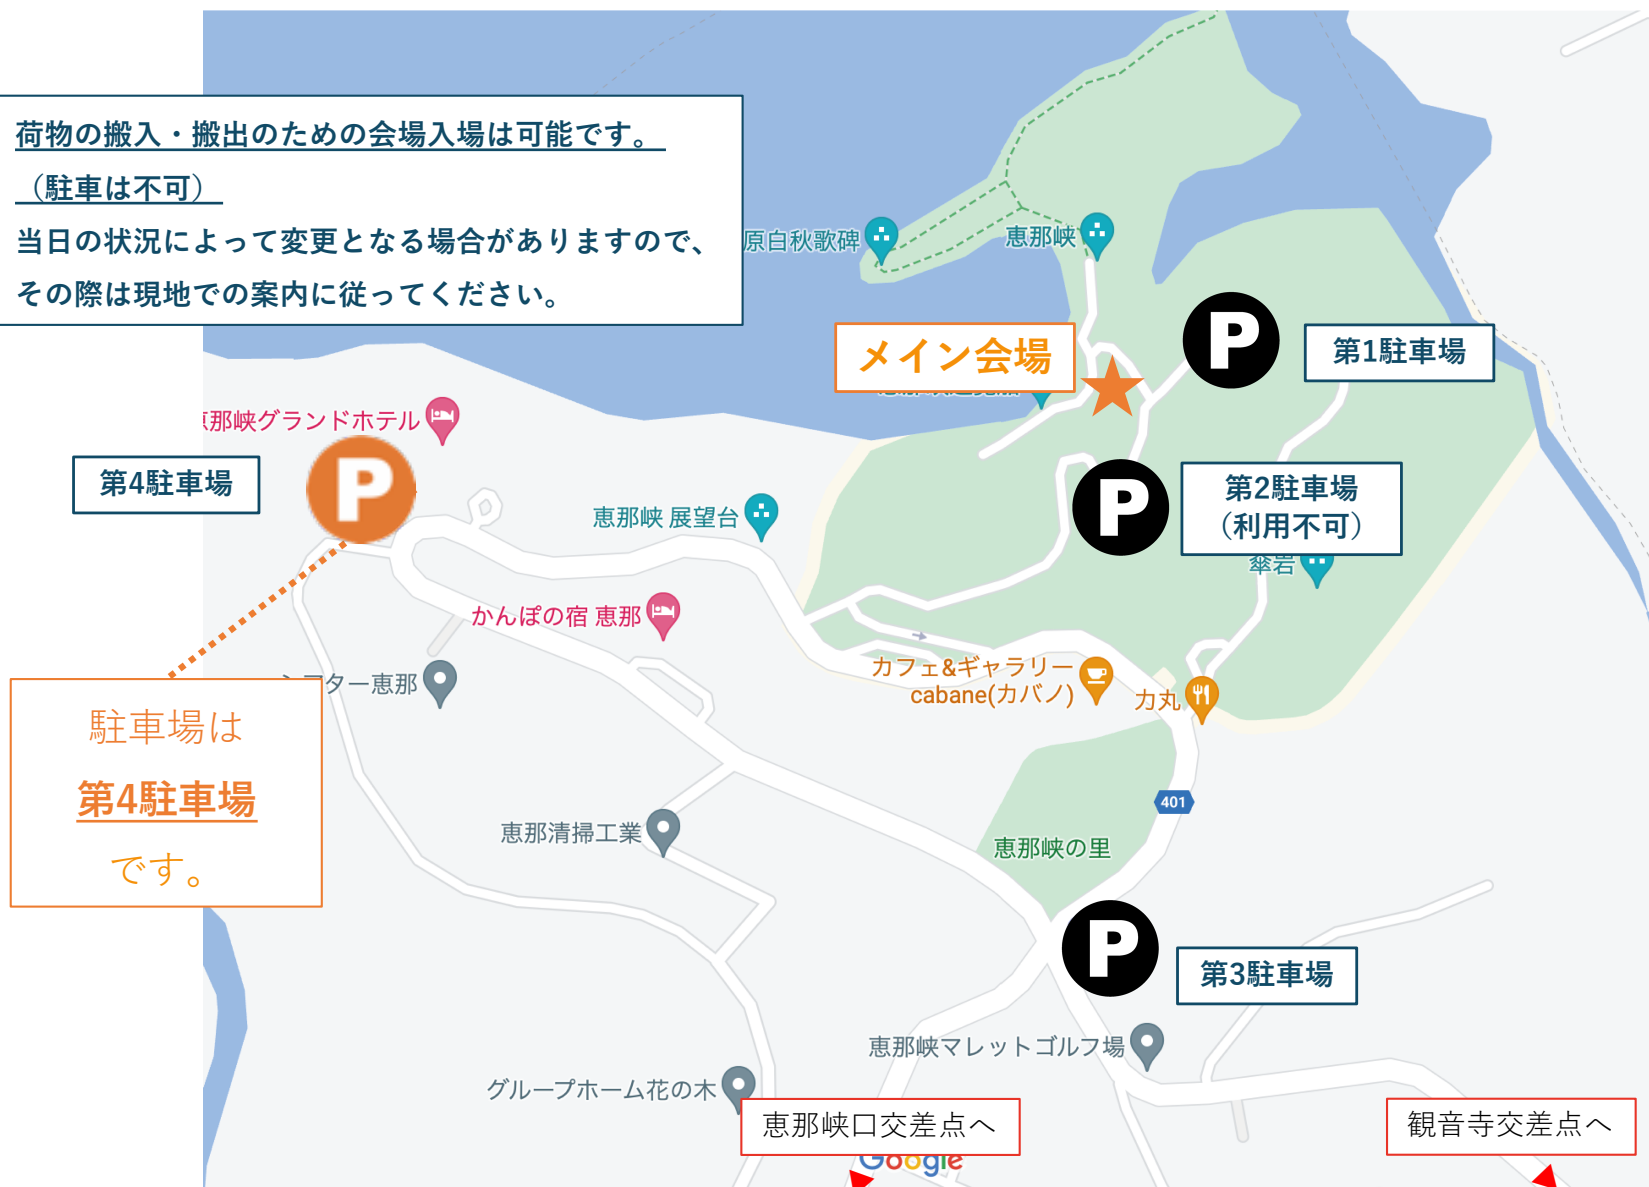 荷物の搬入・搬出のための会場入場は可能です。
（駐車は不可）
当日の状況によって変更となる場合がありますので、
その際は現地での案内に従ってください。
原白秋歌碑
恵那峡
メイン会場
P
第1駐車場
那峡グランドホテル
第4駐車場
P
恵那峡 展望台
P
第2駐車場
（利用不可）
傘岩
かんぽの宿 恵那
カフェ&ギャラリー
cabane(カバノ)
力丸
ター恵那
駐車場は
第4駐車場
です。
401
恵那清掃工業
恵那峡の里
P
第3駐車場
恵那峡マレットゴルフ場
グループホーム花の木
恵那峡口交差点へ
観音寺交差点へ
Google